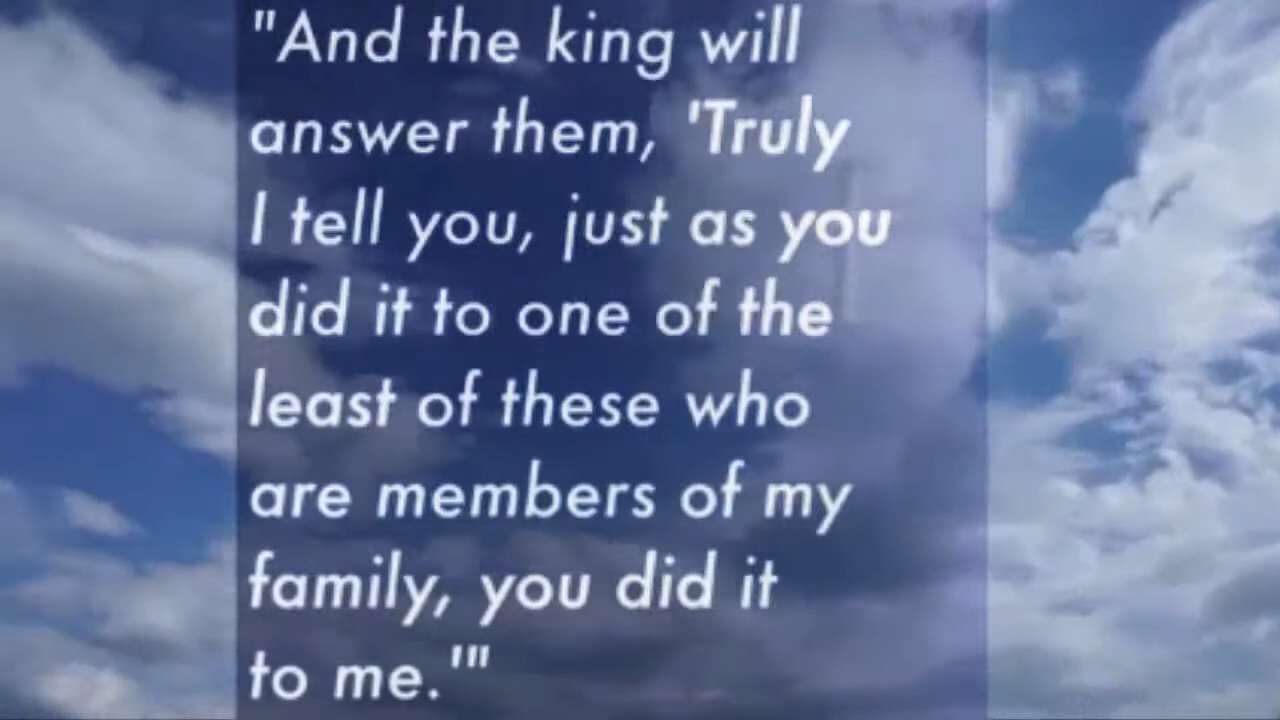 "And the king will
answer them, 'Truly
I tell you, just as you
did it to one of the
least of these who
are members of my
family, you did it
to me.'"